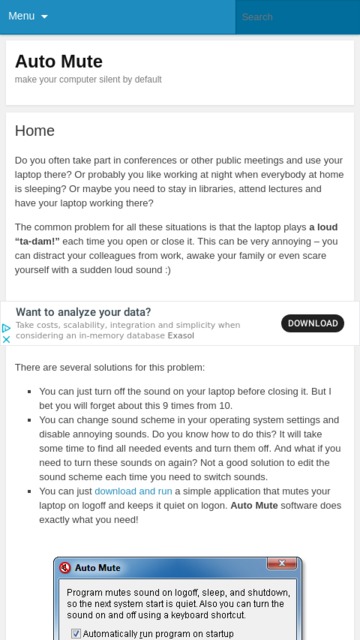 Menu
Search
Auto Mute
make your computer silent by default
Home
Do you often take part in conferences or other public meetings and use your
laptop there? Or probably you like working at night when everybody at home
is sleeping? Or maybe you need to stay in libraries, attend lectures and
have your laptop working there?
The common problem for all these situations is that the laptop plays a loud
“ta-dam!” each time you open or close it. This can be very annoying – you
can distract your colleagues from work, awake your family or even scare
yourself with a sudden loud sound :)
Want to analyze your data?
Take costs, scalability, integration and simplicity when
considering an in-memory database Exasol
DOWNLOAD
There are several solutions for this problem:
You can just turn off the sound on your laptop before closing it. But I
bet you will forget about this 9 times from 10.
You can change sound scheme in your operating system settings and
disable annoying sounds. Do you know how to do this? It will take
some time to find all needed events and turn them off. And what if you
need to turn these sounds on again? Not a good solution to edit the
sound scheme each time you need to switch sounds.
You can just download and run a simple application that mutes your
laptop on logoff and keeps it quiet on logon. Auto Mute software does
exactly what you need!
Auto Mute
Program mutes sound on logoff, sleep, and shutdown,
so the next system start is quiet. Also you can turn the
sound on and off using a keyboard shortcut.
Automatically run program on startup